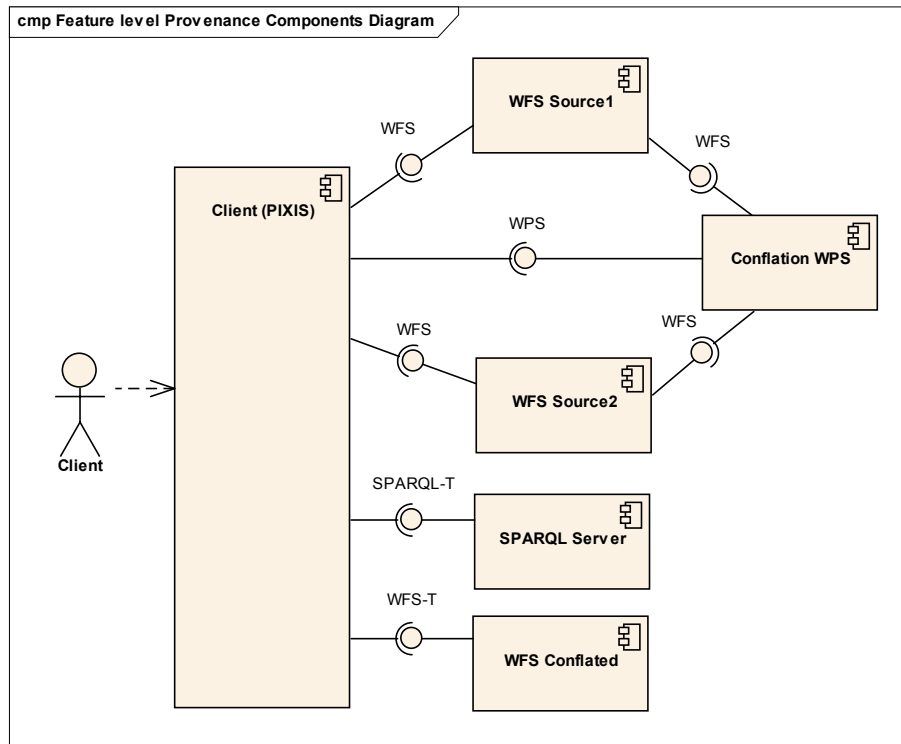 cmp Feature level Provenance Components Diagram
WFS Source1
WFS
WFS
Client (PIXIS)
WPS
Conflation WPS
WFS
WFS
WFS Source2
Client
SPARQL-T
SPARQL Server
WFS-T
WFS Conflated